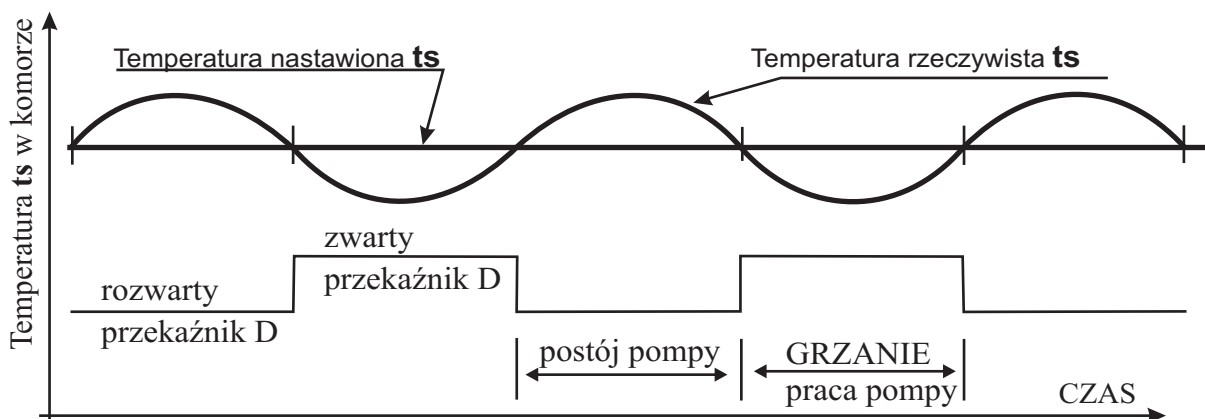 Temperatura ts w komorze
Temperatura nastawiona ts
Temperatura rzeczywista ts
zwarty
przekaźnik D
rozwarty
przekaźnik D
postój pompy
GRZANIE
praca pompy
CZAS